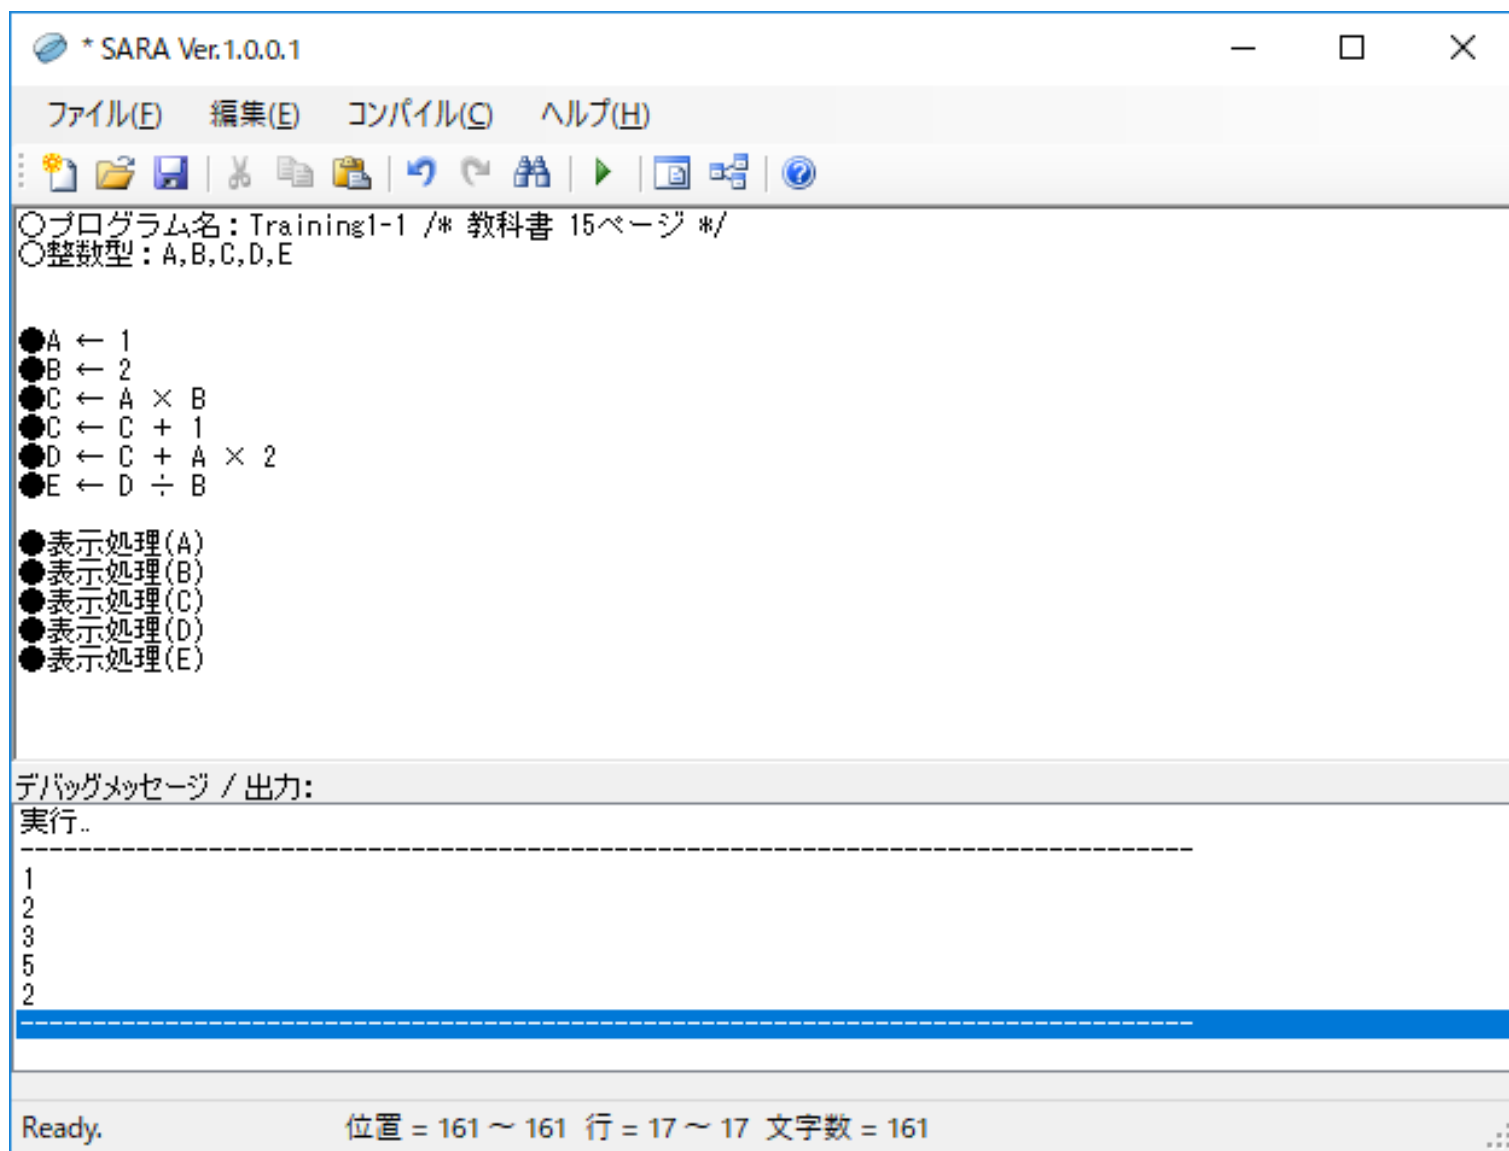 * SARA Ver.1.0.0.1
ファイル(F) 編集(E) コンパイル(C) ヘルプ(H)
○プログラム名：Training1-1 /* 教科書 15ページ */
○整数型：A,B,C,D,E
●A ← 1
●B ← 2
●C ← A × B
●C ← C + 1
●D ← C + A × 2
●E ← D ÷ B
●表示処理(A)
●表示処理(B)
●表示処理(C)
●表示処理(D)
●表示処理(E)
デバッグメッセージ / 出力:
実行..
---------------------------------------------------------------------------------
1
2
3
5
2
---------------------------------------------------------------------------------
Ready. 位置 = 161 ～ 161 行 = 17 ～ 17 文字数 = 161